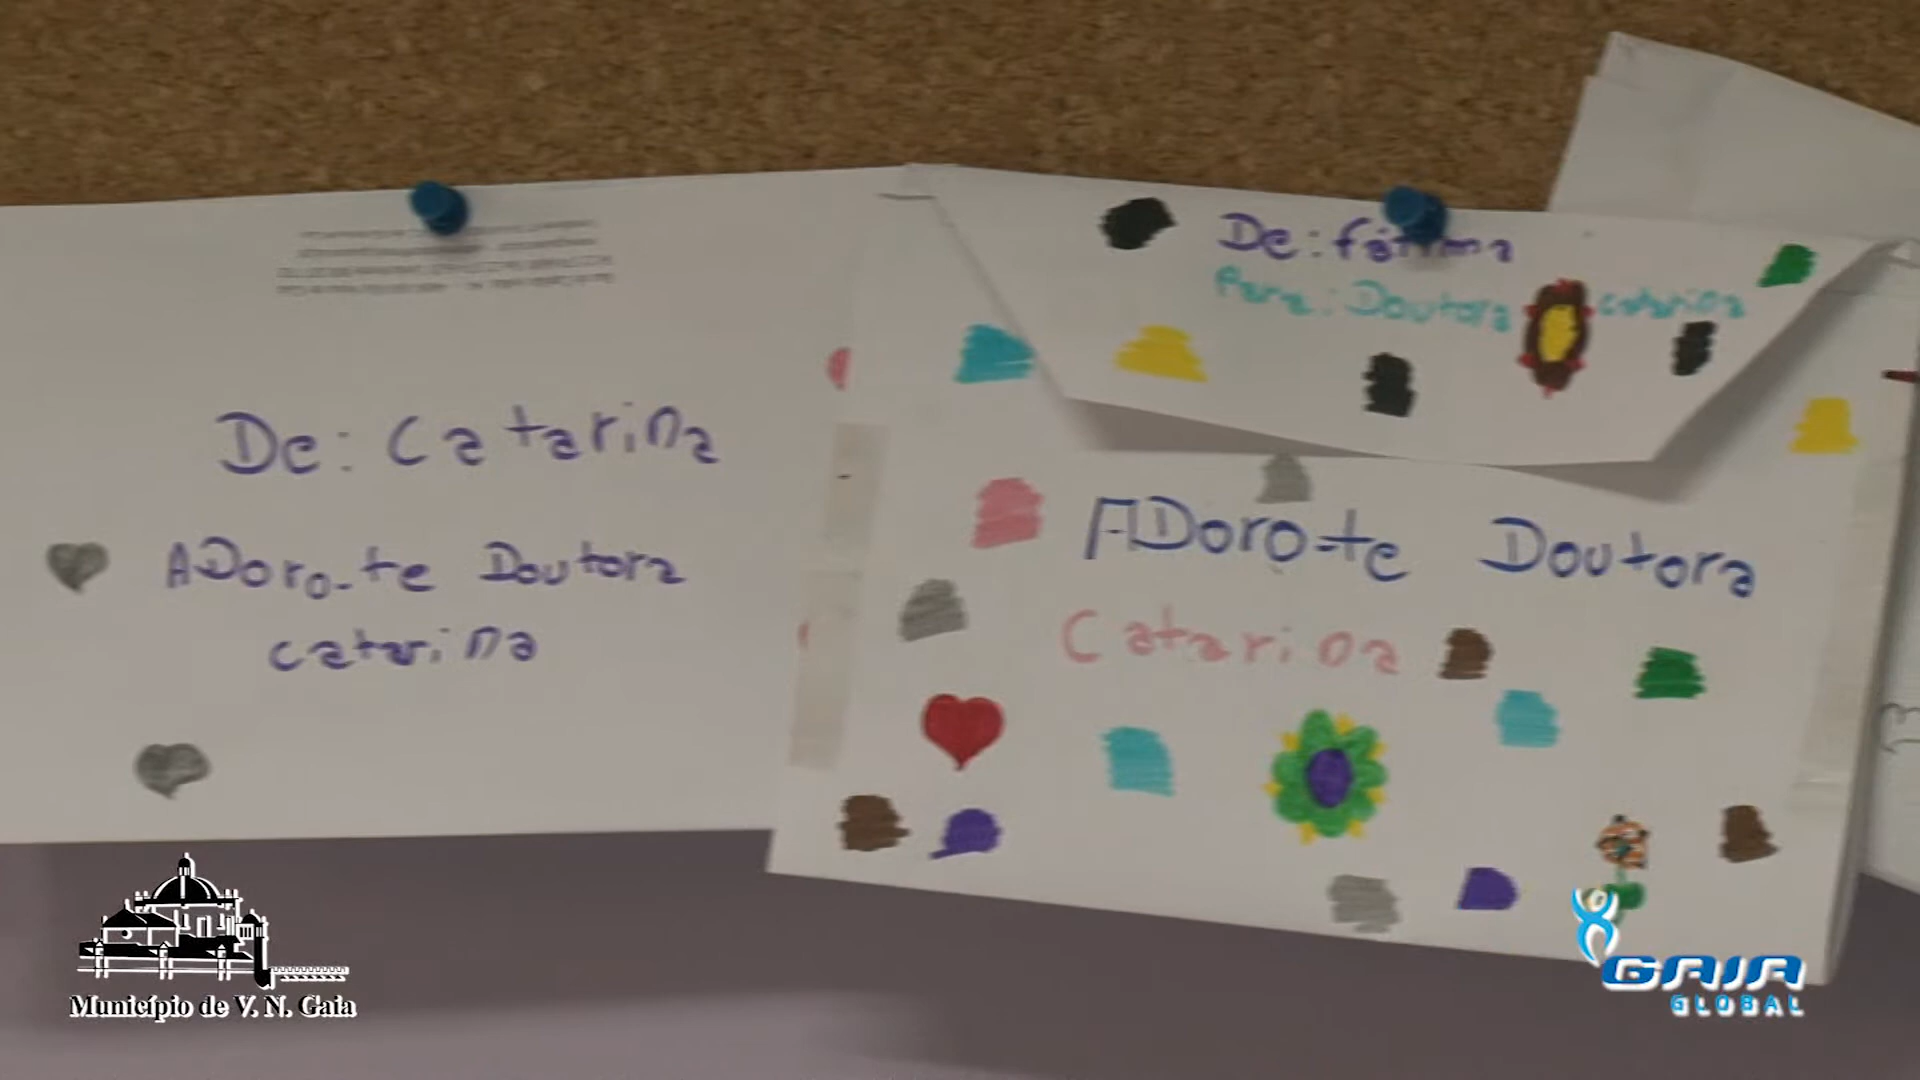 De: Catarina
ADoro-te Doutora
catarina
De: fátima
Para: Doutora catarina
ADoro-te Doutora
Catarina
Município de V. N. Gaia
GAIA
GLOBAL